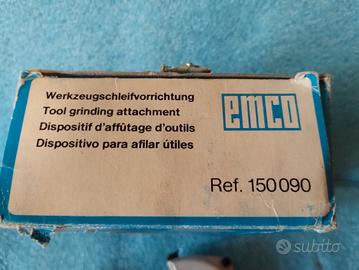 Werkzeugschleifvorrichtung
Tool grinding attachment
Dispositif d'affûtage d'outils
Dispositivo para afilar útiles
emco
Ref. 150090
subito